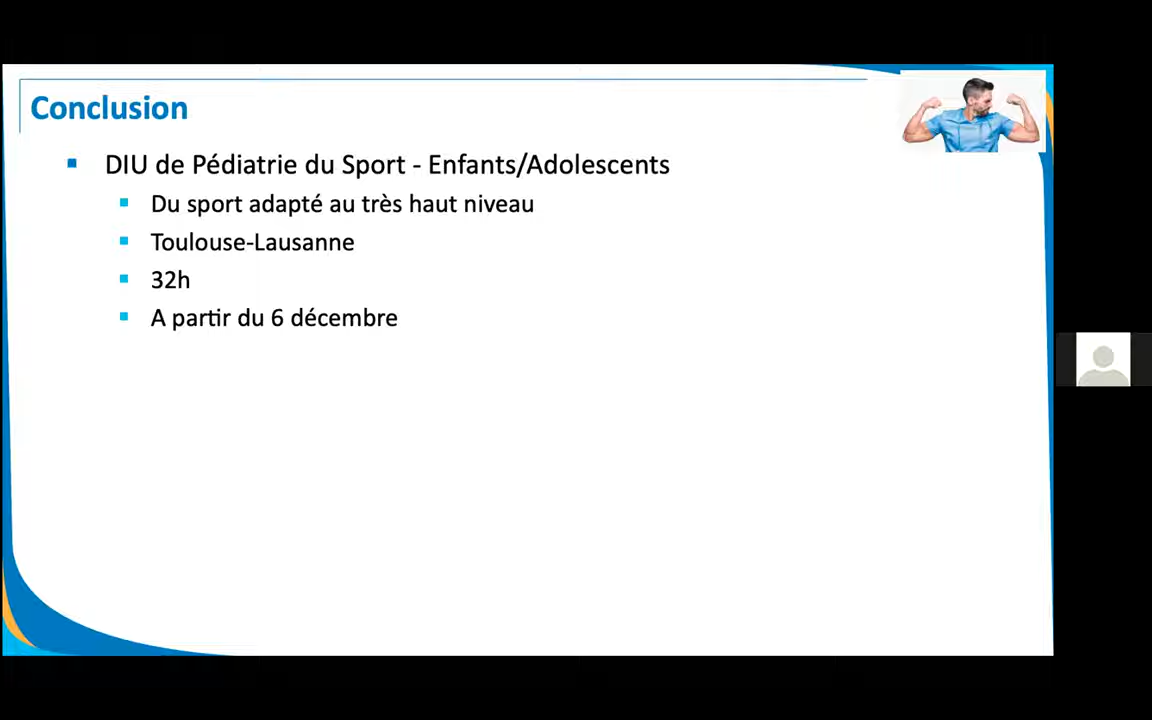 Conclusion
DIU de Pédiatrie du Sport - Enfants/Adolescents
Du sport adapté au très haut niveau
Toulouse-Lausanne
32h
A partir du 6 décembre